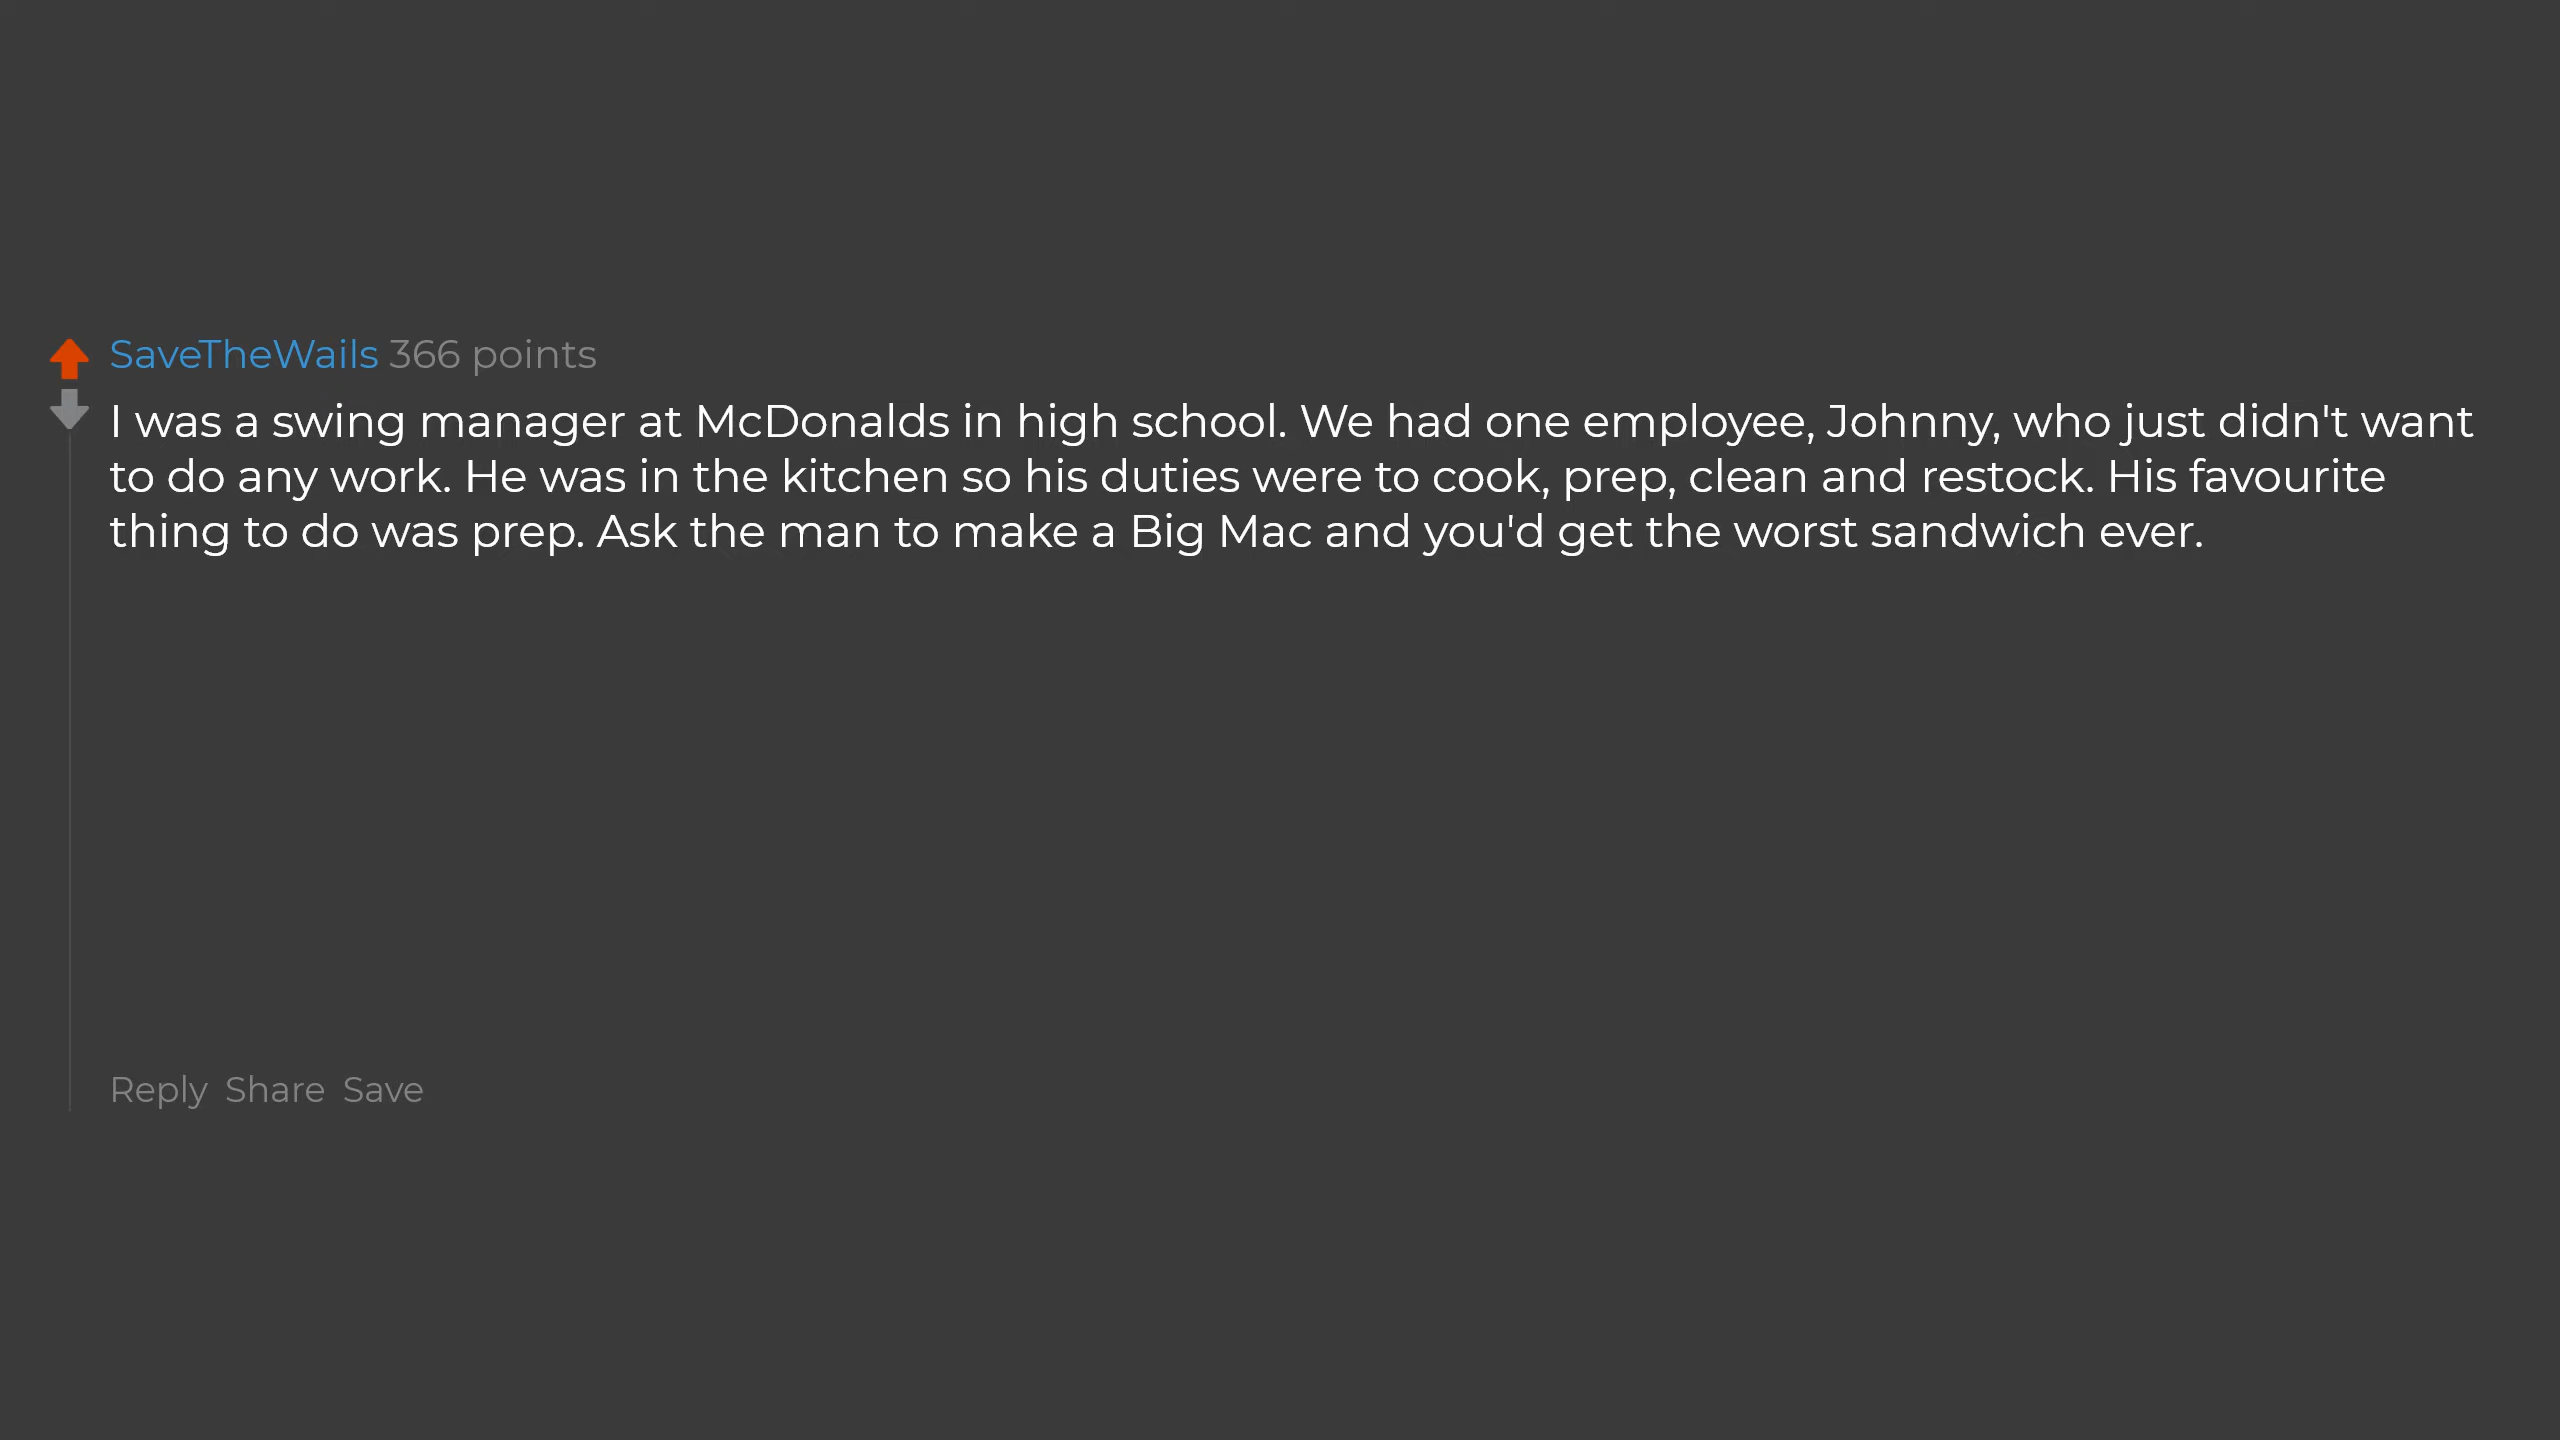 SaveTheWails 366 points
I was a swing manager at McDonalds in high school. We had one employee, Johnny, who just didn't want
to do any work. He was in the kitchen so his duties were to cook, prep, clean and restock. His favourite
thing to do was prep. Ask the man to make a Big Mac and you'd get the worst sandwich ever.
Reply Share Save